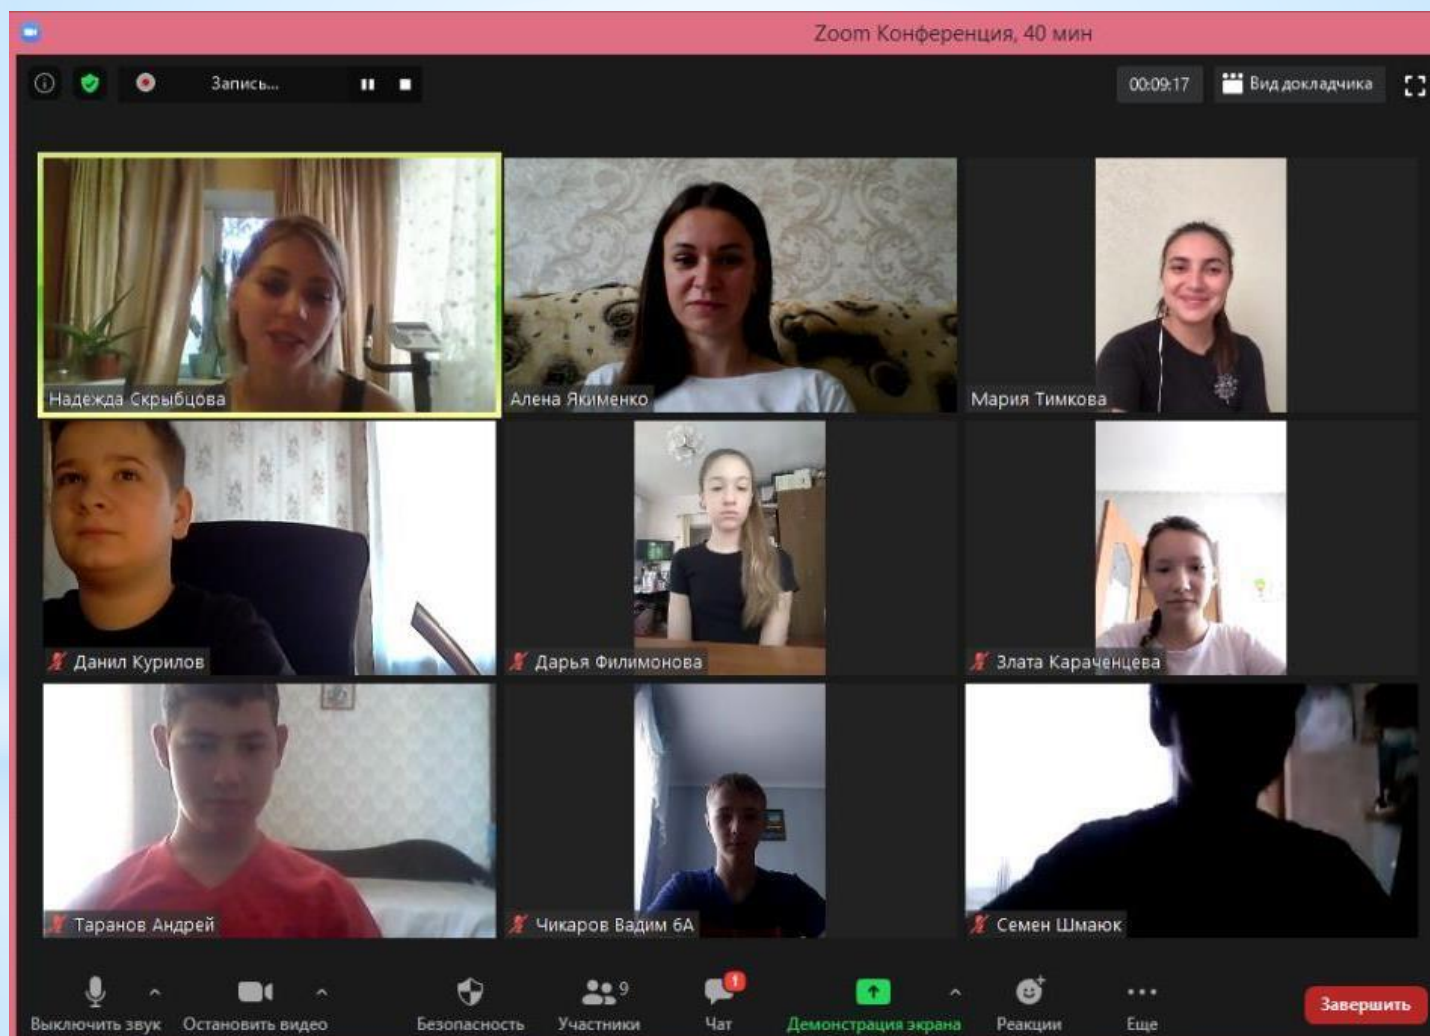 Zoom Конференция, 40 мин
Запись...
00:09:17
Вид докладчика
Надежда Скрыбцова
Алена Якименко
Мария Тимкова
Данил Курилов
Дарья Филимонова
Злата Караченцева
Таранов Андрей
Чикаров Вадим 6А
Семен Шмаюк
9
1
Выключить звук
Остановить видео
Безопасность
Участники
Чат
Демонстрация экрана
Реакции
Еще
Завершить